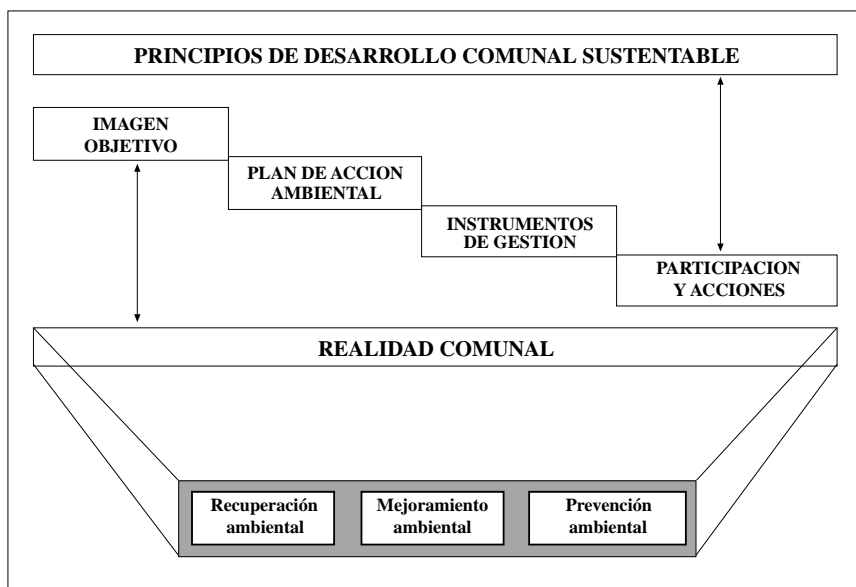 PRINCIPIOS DE DESARROLLO COMUNAL SUSTENTABLE
IMAGEN
OBJETIVO
PLAN DE ACCION
AMBIENTAL
INSTRUMENTOS
DE GESTION
PARTICIPACION
Y ACCIONES
REALIDAD COMUNAL
Recuperación
ambiental
Mejoramiento
ambiental
Prevención
ambiental